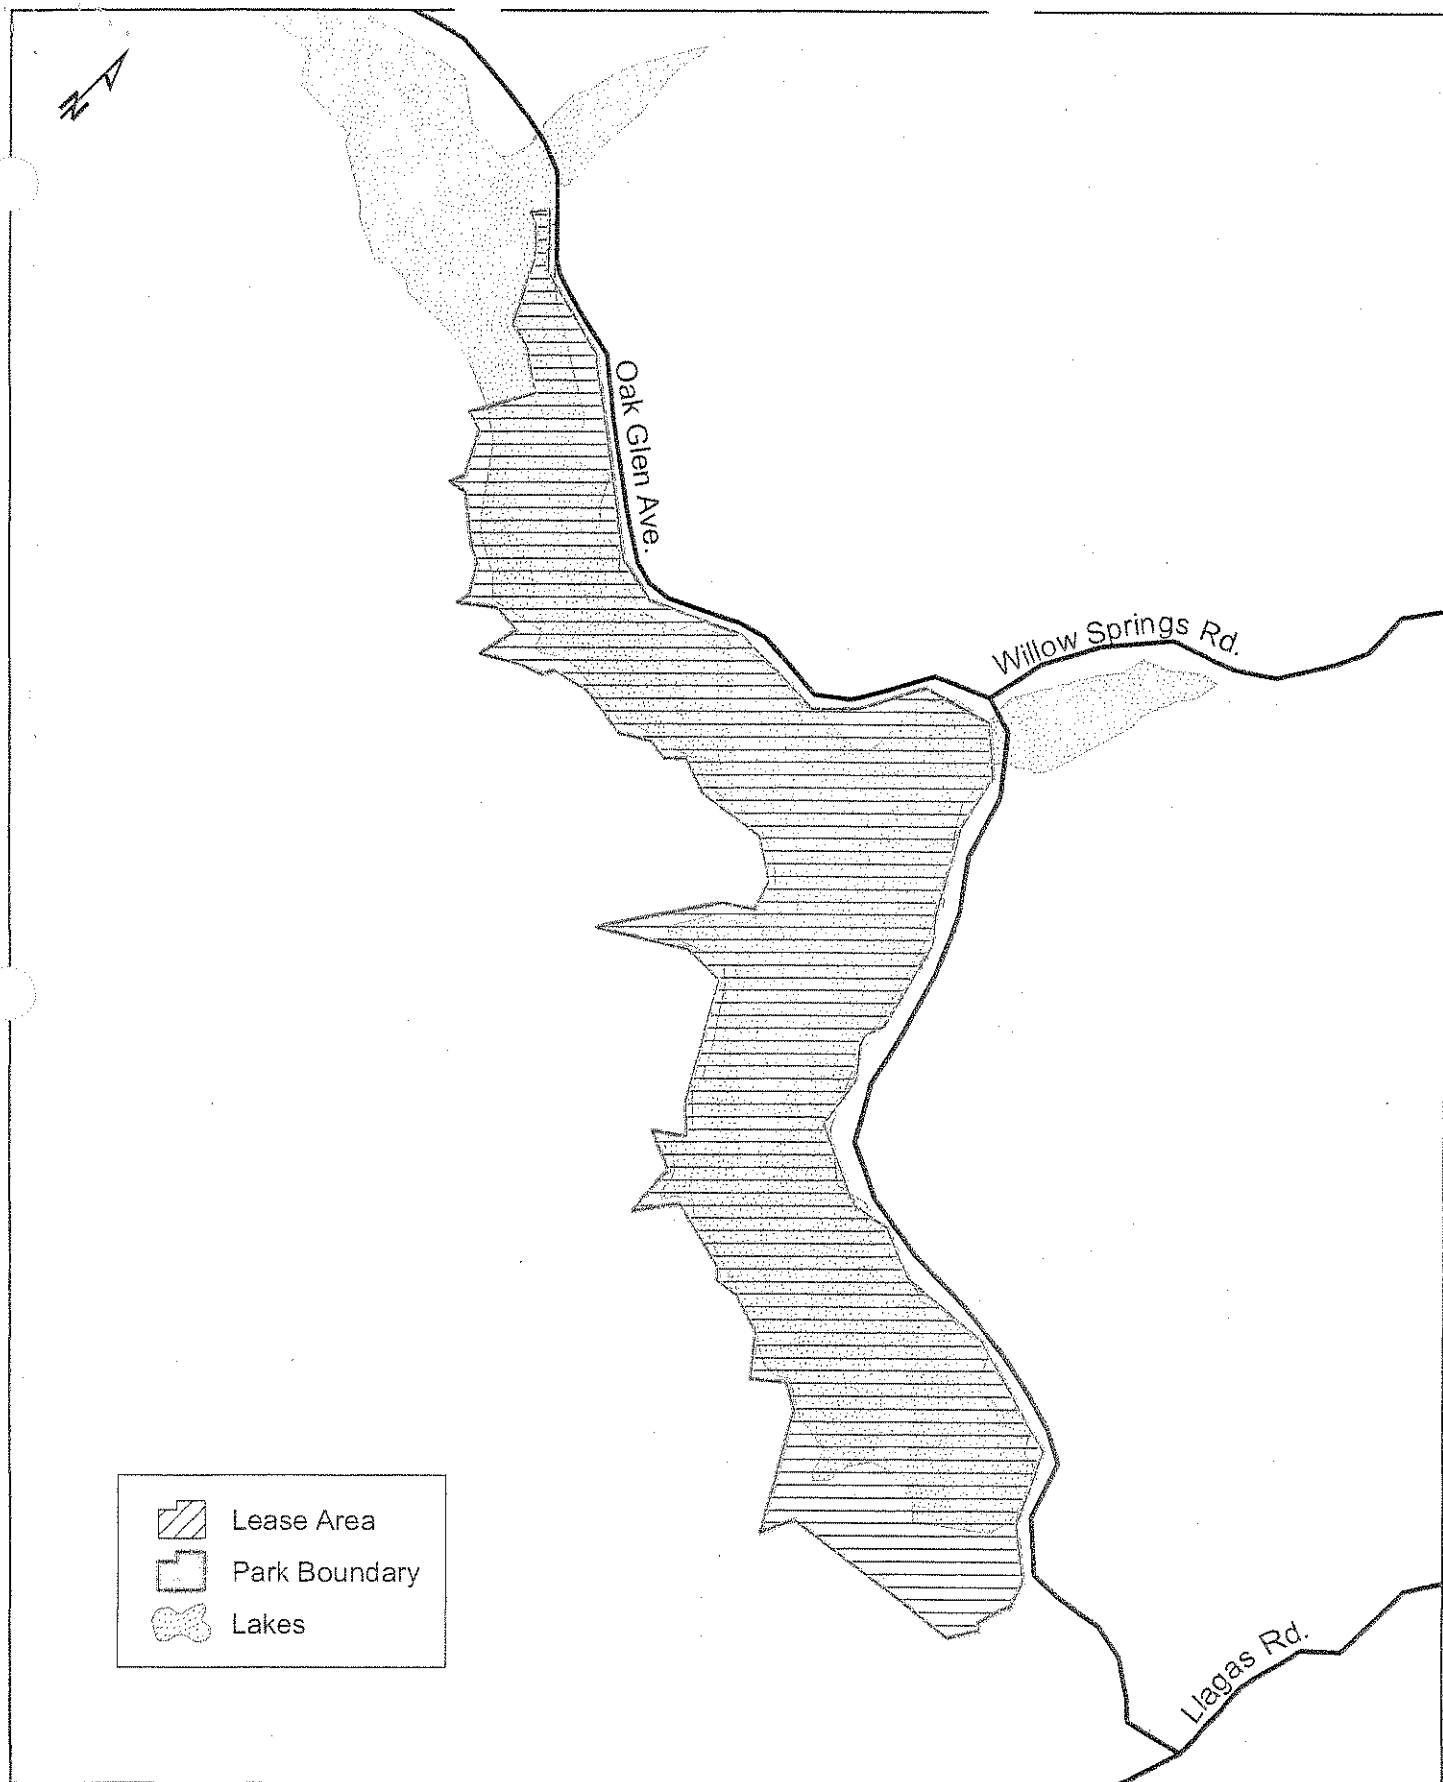 N
Oak Glen Ave.
Willow Springs Rd.
Lease Area
Park Boundary
Lakes
Llagas Rd.